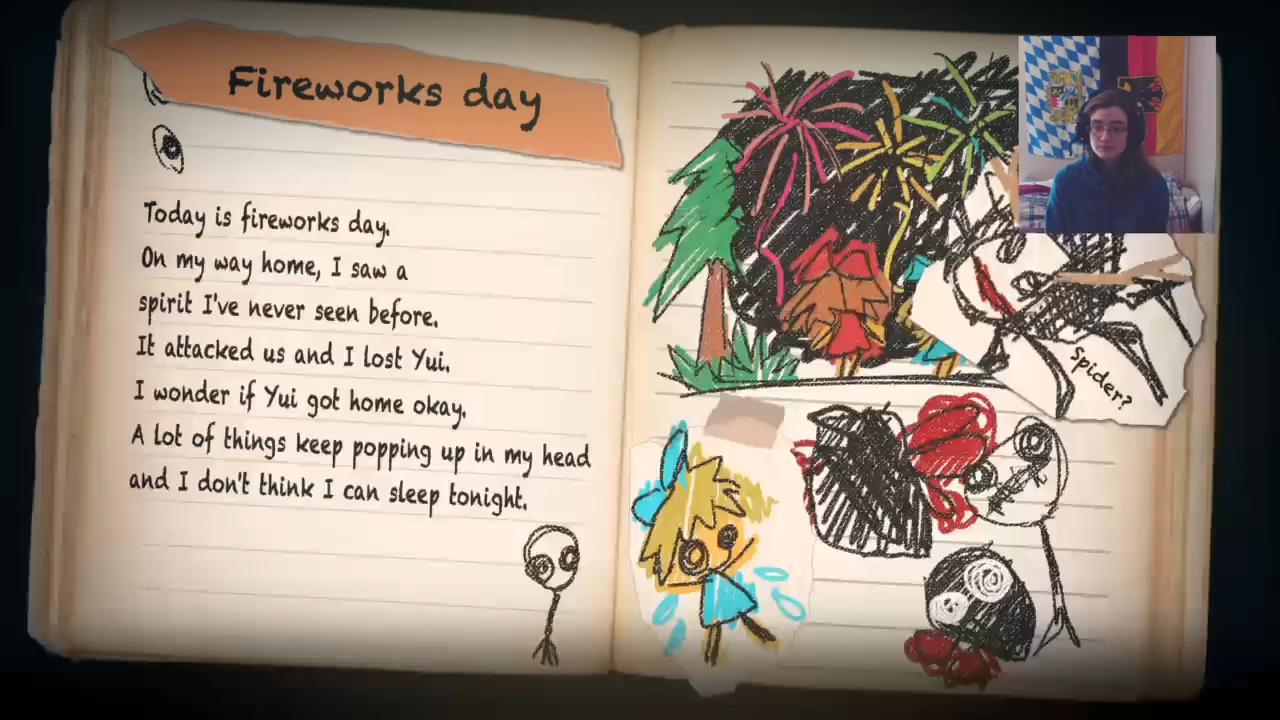 Fireworks day
Today is fireworks day.
On my way home, I saw a
spirit I've never seen before.
It attacked us and I lost Yui.
I wonder if Yui got home okay.
A lot of things keep popping up in my head
and I don't think I can sleep tonight.
Spider?